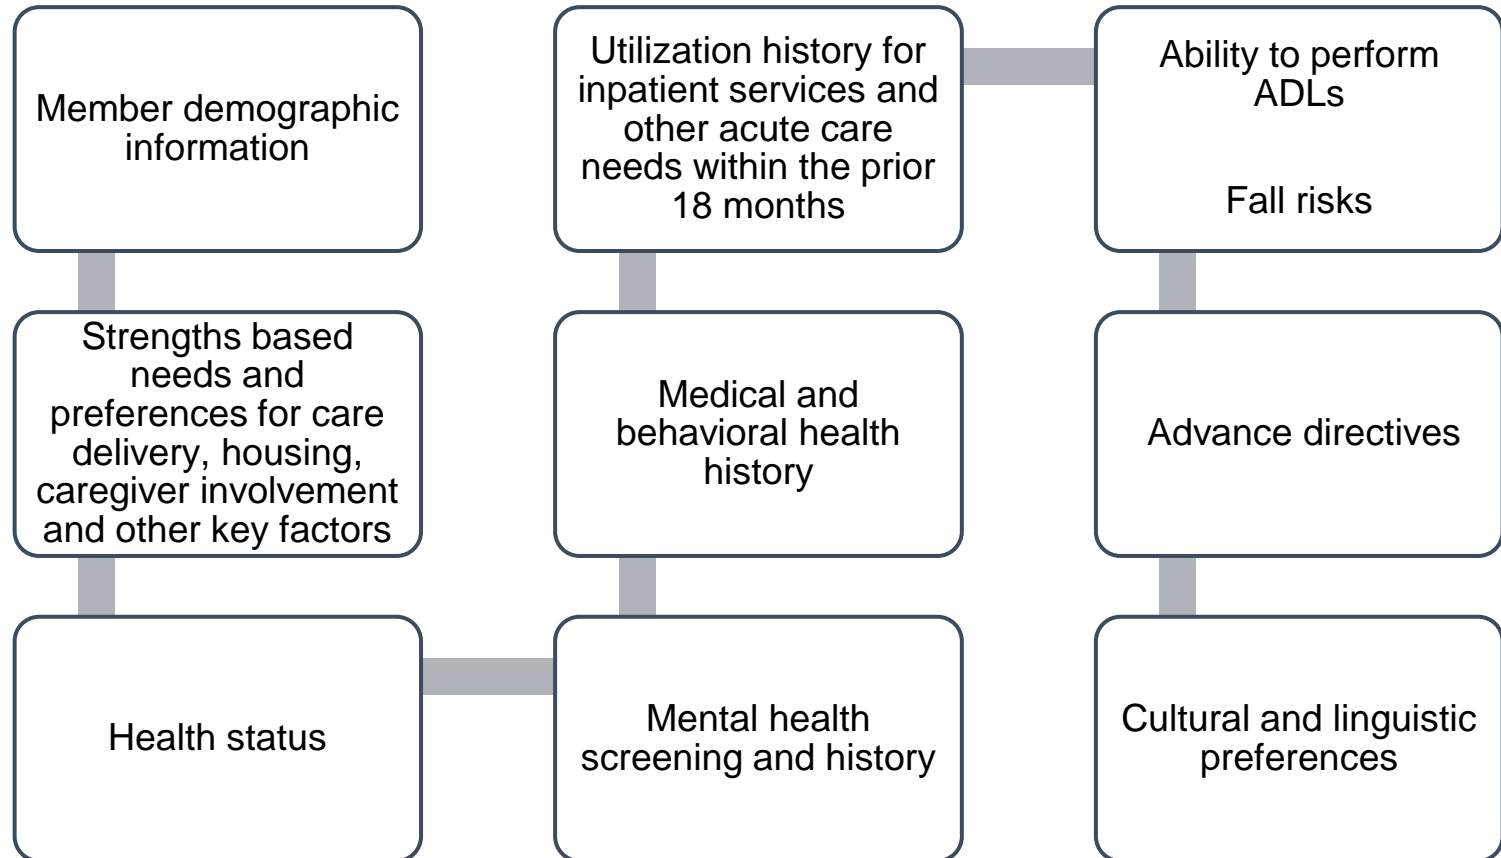 Member demographic
information
Strengths based
needs and
preferences for care
delivery, housing,
caregiver involvement
and other key factors
Health status
Mental health
screening and history
Medical and
behavioral health
history
Utilization history for
inpatient services and
other acute care
needs within the prior
18 months
Ability to perform
ADLs
Fall risks
Advance directives
Cultural and linguistic
preferences